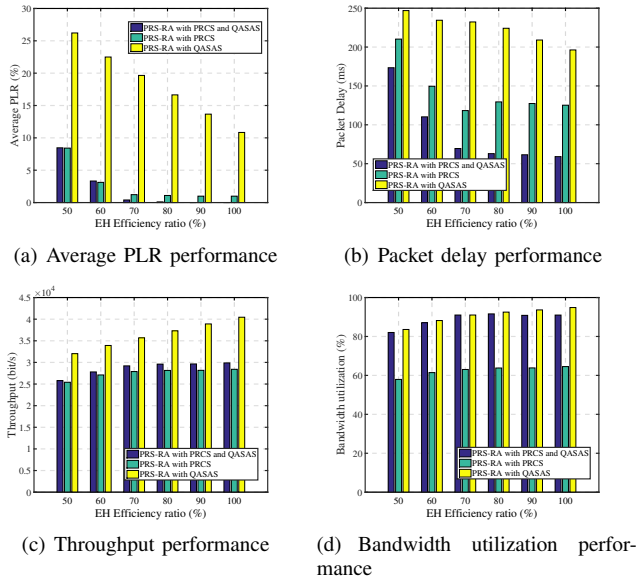 30
25
20
15
10
5
0
Average PLR (%)
PRS-RA with PRCS and QASAS
PRS-RA with PRCS
PRS-RA with QASAS
50 60 70 80 90 100
EH Efficiency ratio (%)
(a) Average PLR performance
250
200
150
100
50
0
Packet Delay (ms)
PRS-RA with PRCS and QASAS
PRS-RA with PRCS
PRS-RA with QASAS
50 60 70 80 90 100
EH Efficiency ratio (%)
(b) Packet delay performance
×10⁴
4.5
4.0
3.5
3.0
2.5
2.0
1.5
1.0
0.5
0
Throughput (bit/s)
PRS-RA with PRCS and QASAS
PRS-RA with PRCS
PRS-RA with QASAS
50 60 70 80 90 100
EH Efficiency ratio (%)
(c) Throughput performance
100
80
60
40
20
0
Bandwidth utilization (%)
PRS-RA with PRCS and QASAS
PRS-RA with PRCS
PRS-RA with QASAS
50 60 70 80 90 100
EH Efficiency ratio (%)
(d) Bandwidth utilization perfor-
mance